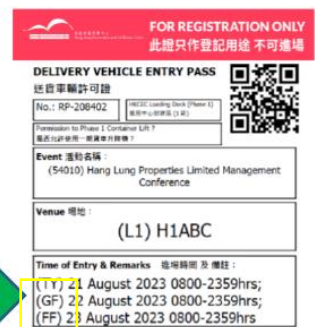 FOR REGISTRATION ONLY
此證只作登記用途 不可進場
DELIVERY VEHICLE ENTRY PASS
送貨車輛許可證
No.: RP-208402
HKCEC Loading Dock (Phase 1)
Permission to Phase 1 Container Lift ?
Event 活動名稱：
(54010) Hang Lung Properties Limited Management
Conference
Venue 場地：
(L1) H1ABC
Time of Entry & Remarks 進場時間 及 備註：
(TY) 21 August 2023 0800-2359hrs;
(GF) 22 August 2023 0800-2359hrs;
(FF) 23 August 2023 0800-2359hrs